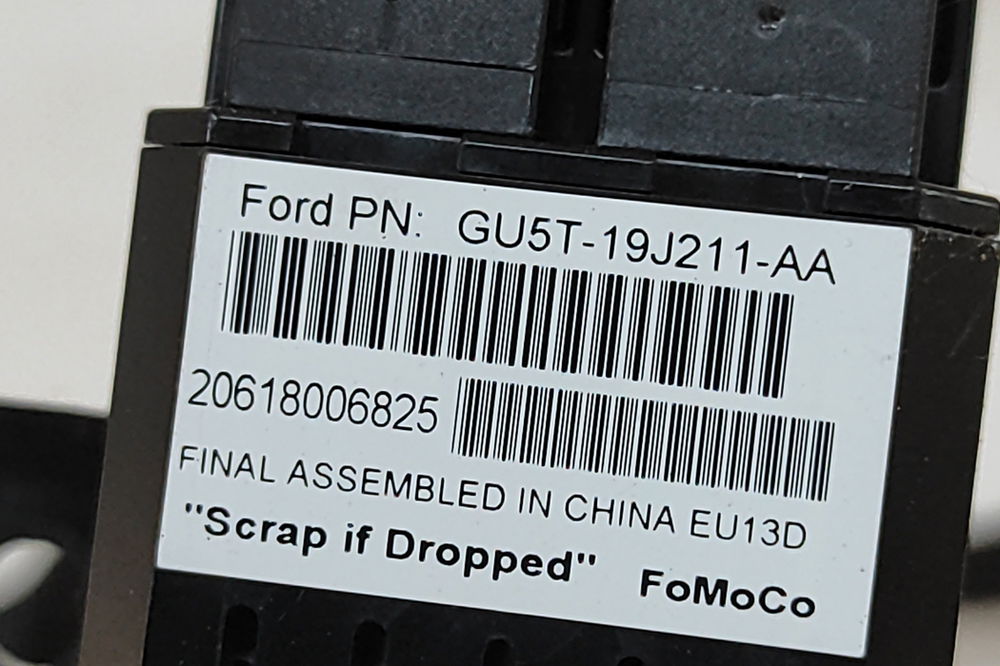 Ford PN: GU5T-19J211-AA
20618006825
FINAL ASSEMBLED IN CHINA EU13D
"Scrap if Dropped" FoMoCo